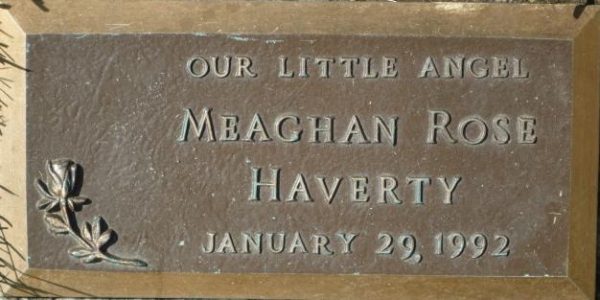 OUR LITTLE ANGEL
MEAGHAN ROSE
HAVERTY
JANUARY 29, 1992